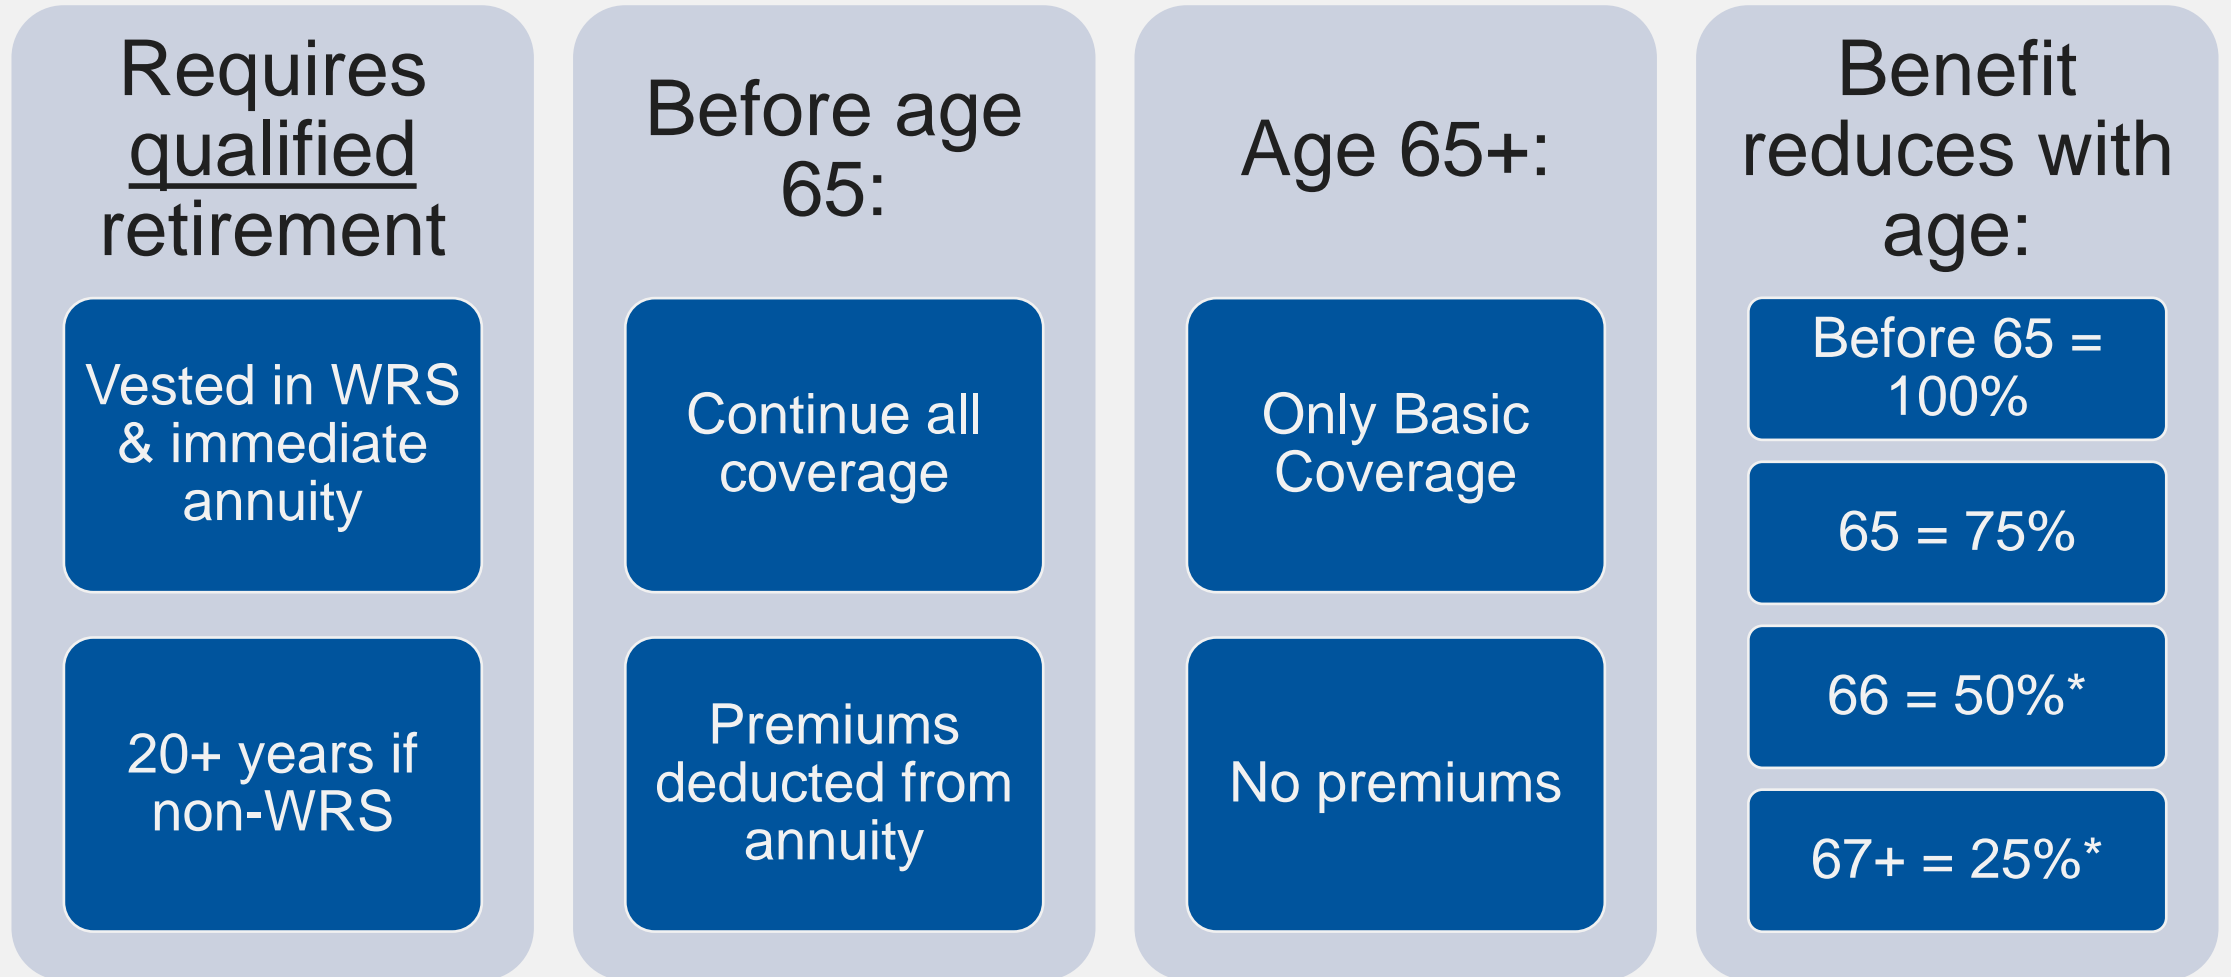 Requires
qualified
retirement
Vested in WRS
& immediate
annuity
20+ years if
non-WRS
Before age
65:
Continue all
coverage
Premiums
deducted from
annuity
Age 65+:
Only Basic
Coverage
No premiums
Benefit
reduces with
age:
Before 65 =
100%
65 = 75%
66 = 50%*
67+ = 25%*